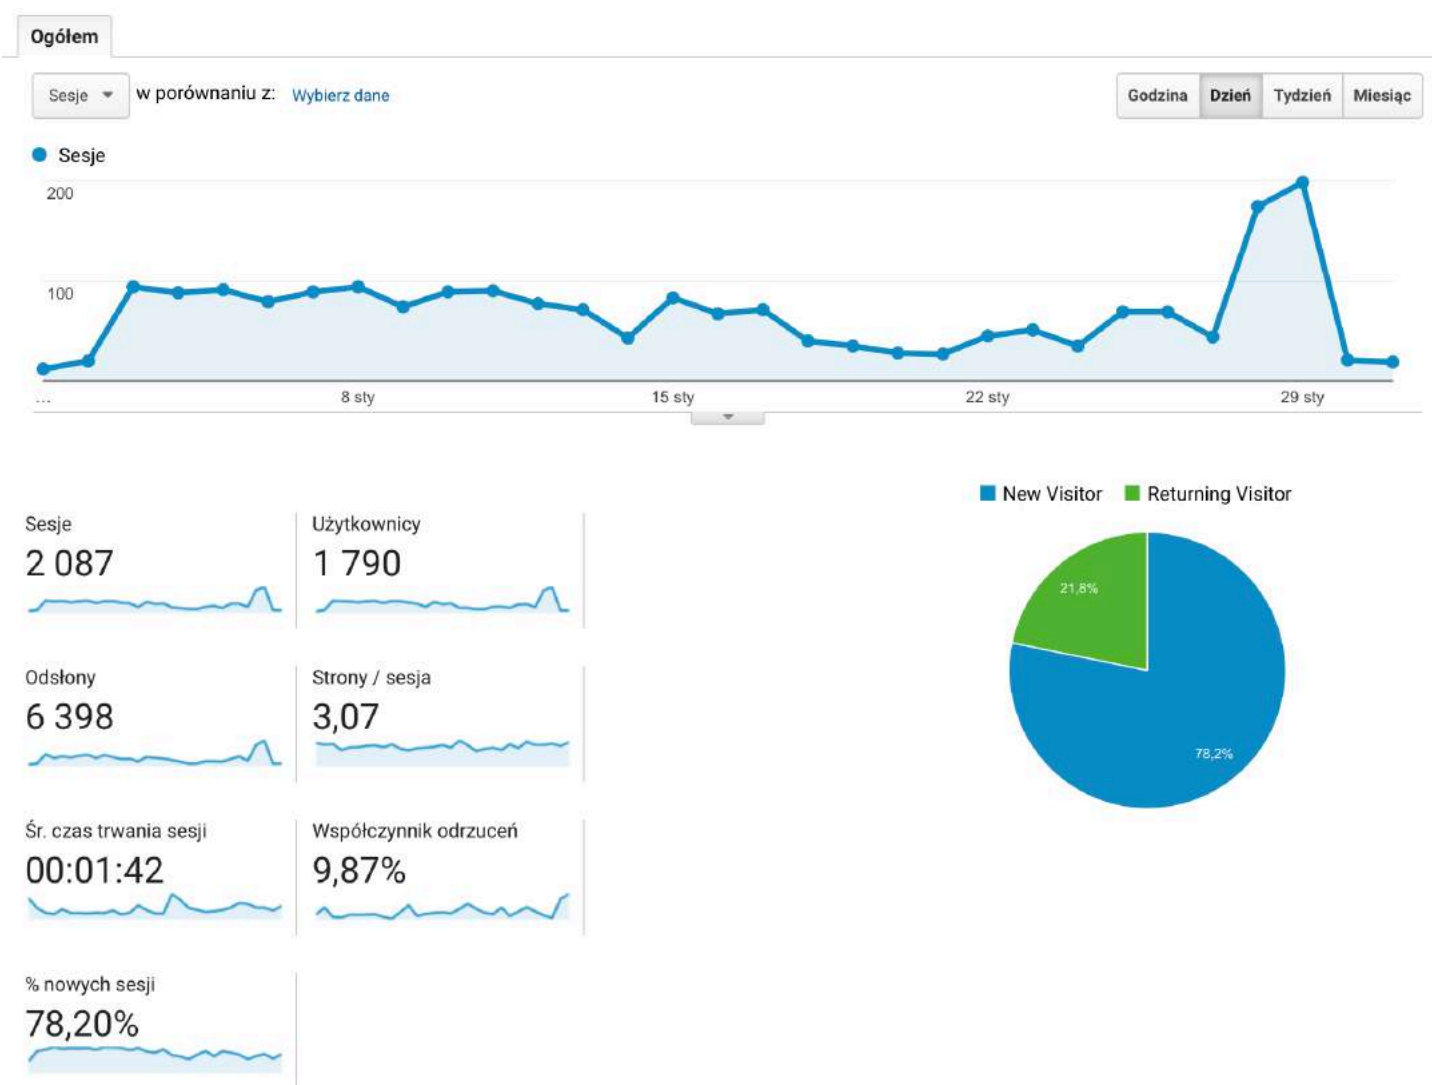 Ogółem
Sesje w porównaniu z: Wybierz dane Godzina Dzień Tydzień Miesiąc
Sesje
200
100
... 8 sty 15 sty 22 sty 29 sty
New Visitor Returning Visitor
Sesje Użytkownicy
2 087 1 790
21,8%
Odsłony Strony / sesja
6 398 3,07
78,2%
Śr. czas trwania sesji Współczynnik odrzuceń
00:01:42 9,87%
% nowych sesji
78,20%